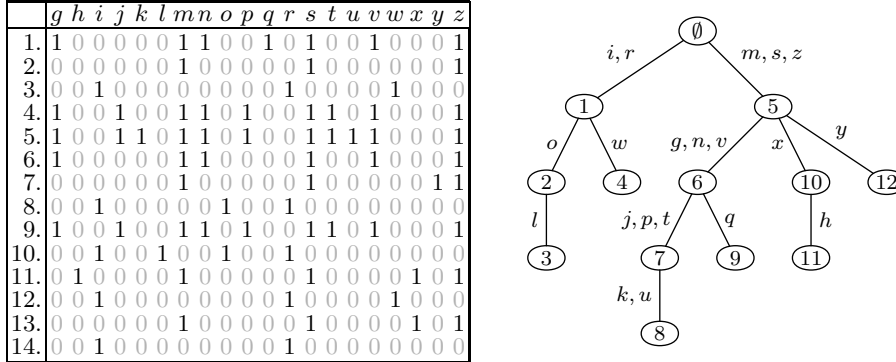 g h i j k l m n o p q r s t u v w x y z
1. 1 0 0 0 0 0 1 1 0 0 1 0 1 0 0 1 0 0 0 1
2. 0 0 0 0 0 0 1 0 0 0 0 0 1 0 0 0 0 0 0 1
3. 0 0 1 0 0 0 0 0 0 0 0 1 0 0 0 0 1 0 0 0
4. 1 0 0 1 0 0 1 1 0 1 0 0 1 1 0 1 0 0 0 1
5. 1 0 0 1 1 0 1 1 0 1 0 0 1 1 1 1 0 0 0 1
6. 1 0 0 0 0 0 1 1 0 0 0 0 1 0 0 1 0 0 0 1
7. 0 0 0 0 0 0 1 0 0 0 0 0 1 0 0 0 0 0 1 1
8. 0 0 1 0 0 0 0 0 1 0 0 1 0 0 0 0 0 0 0 0
9. 1 0 0 1 0 0 1 1 0 1 0 0 1 1 0 1 0 0 0 1
10. 0 0 1 0 0 1 0 0 1 0 0 1 0 0 0 0 0 0 0 0
11. 0 1 0 0 0 0 1 0 0 0 0 0 1 0 0 0 0 1 0 1
12. 0 0 1 0 0 0 0 0 0 0 0 1 0 0 0 0 1 0 0 0
13. 0 0 0 0 0 0 1 0 0 0 0 0 1 0 0 0 0 1 0 1
14. 0 0 1 0 0 0 0 0 0 0 0 1 0 0 0 0 0 0 0 0
∅
i, r m, s, z
1 5
o w g, n, v x y
2 4 6 10 12
l j, p, t q h
3 7 9 11
k, u
8